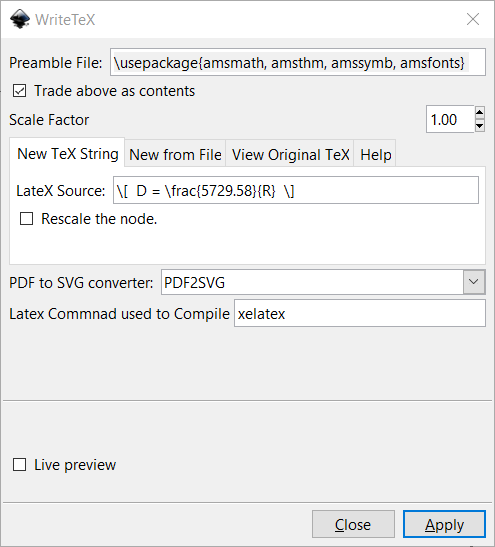 WriteTeX
Preamble File: \usepackage{amsmath, amsthm, amssymb, amsfonts}
Trade above as contents
Scale Factor 1.00
New TeX String New from File View Original TeX Help
LateX Source: \[ D = \frac{5729.58}{R} \]
Rescale the node.
PDF to SVG converter: PDF2SVG
Latex Commnad used to Compile xelatex
Live preview
Close Apply